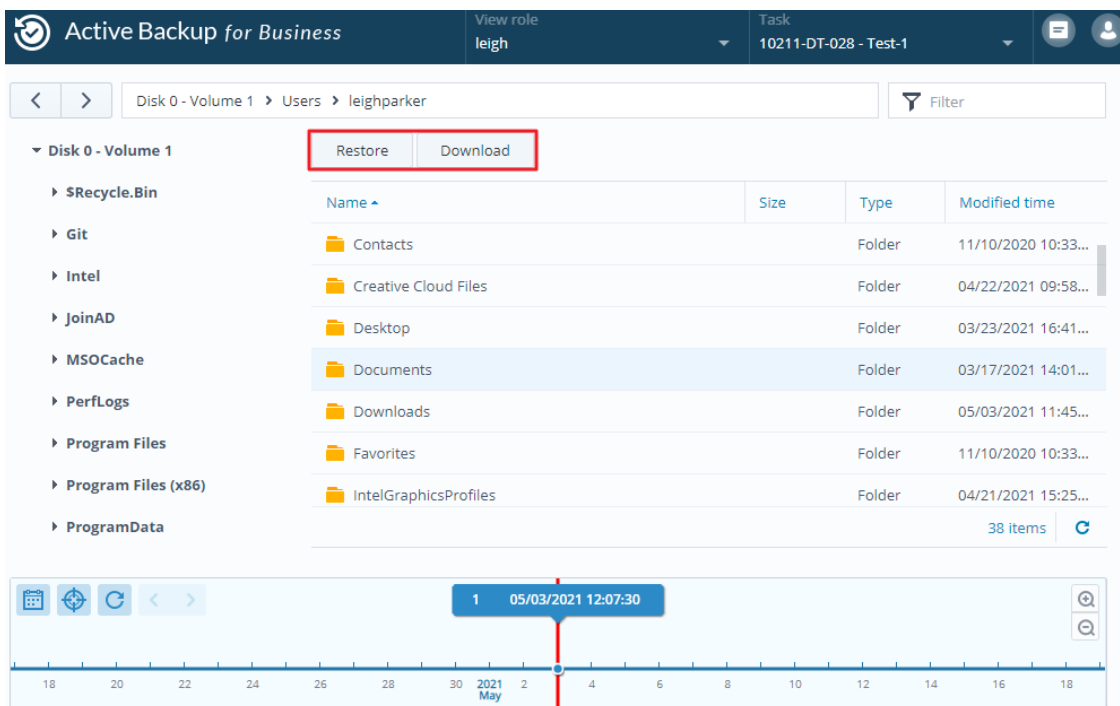 Active Backup for Business
View role
leigh
Task
10211-DT-028 - Test-1
Disk 0 - Volume 1 > Users > leighparker
Filter
Disk 0 - Volume 1
$Recycle.Bin
Git
Intel
JoinAD
MSOCache
PerfLogs
Program Files
Program Files (x86)
ProgramData
Restore Download
Name Size Type Modified time
Contacts Folder 11/10/2020 10:33...
Creative Cloud Files Folder 04/22/2021 09:58...
Desktop Folder 03/23/2021 16:41...
Documents Folder 03/17/2021 14:01...
Downloads Folder 05/03/2021 11:45...
Favorites Folder 11/10/2020 10:33...
IntelGraphicsProfiles Folder 04/21/2021 15:25...
38 items
1 05/03/2021 12:07:30
18 20 22 24 26 28 30 2021 2 4 6 8 10 12 14 16 18
May